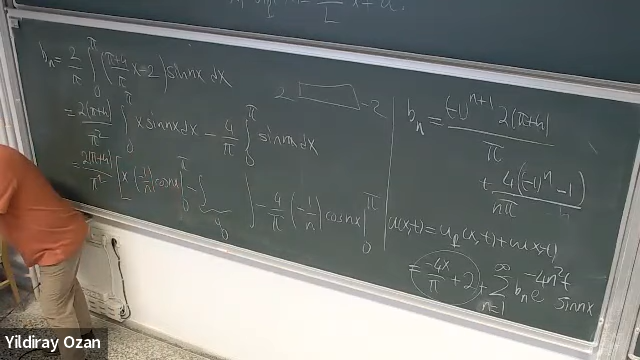 b_n = 2/π ∫_0^π ((π+4)/π x - 2) sin nx dx
= 2(π+4)/π² ∫_0^π x sin nx dx - 4/π ∫_0^π sin nx dx
= 2(π+4)/π² [x (-1/n) cos nx |_0^π - ∫ ] - 4/π (-1/n) cos nx |_0^π
0
2 -2
b_n = (-1)^{n+1} 2(π+4)/π
+ 4((-1)^n - 1)/nπ
u(x,t) = u_p(x,t) + w(x,t)
= -4x/π + 2 + ∑_{n=1}^∞ b_n e^{-4n²t} sin nx
Yildiray Ozan